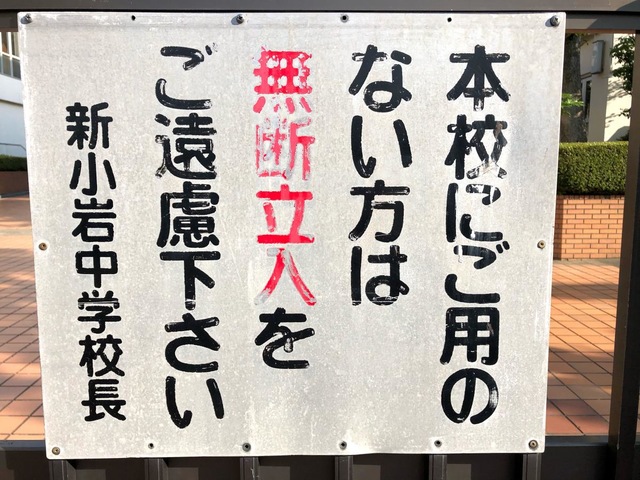 本校にご用の
ない方は
無断立入を
ご遠慮下さい
新小岩中学校長